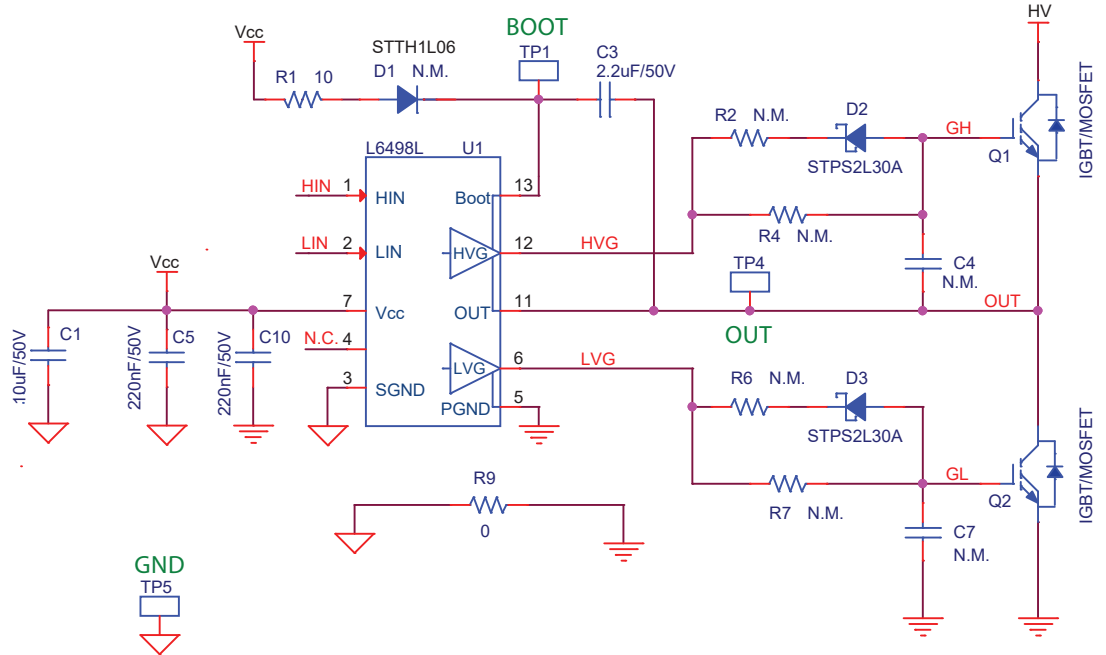 HV
Vcc
BOOT
STTH1L06
TP1
C3
D1
N.M.
2.2uF/50V
R1
10
R2
N.M.
D2
GH
STPS2L30A
Q1
IGBT/MOSFET
L6498L
U1
HIN
1
HIN
Boot
13
R4
N.M.
LIN
2
LIN
HVG
12
HVG
TP4
C4
N.M.
Vcc
7
Vcc
OUT
11
OUT
OUT
C1
10uF/50V
C5
220nF/50V
C10
220nF/50V
N.C.
4
LVG
6
LVG
3
SGND
PGND
5
R6
N.M.
D3
STPS2L30A
GL
Q2
IGBT/MOSFET
R7
N.M.
R9
0
C7
N.M.
GND
TP5